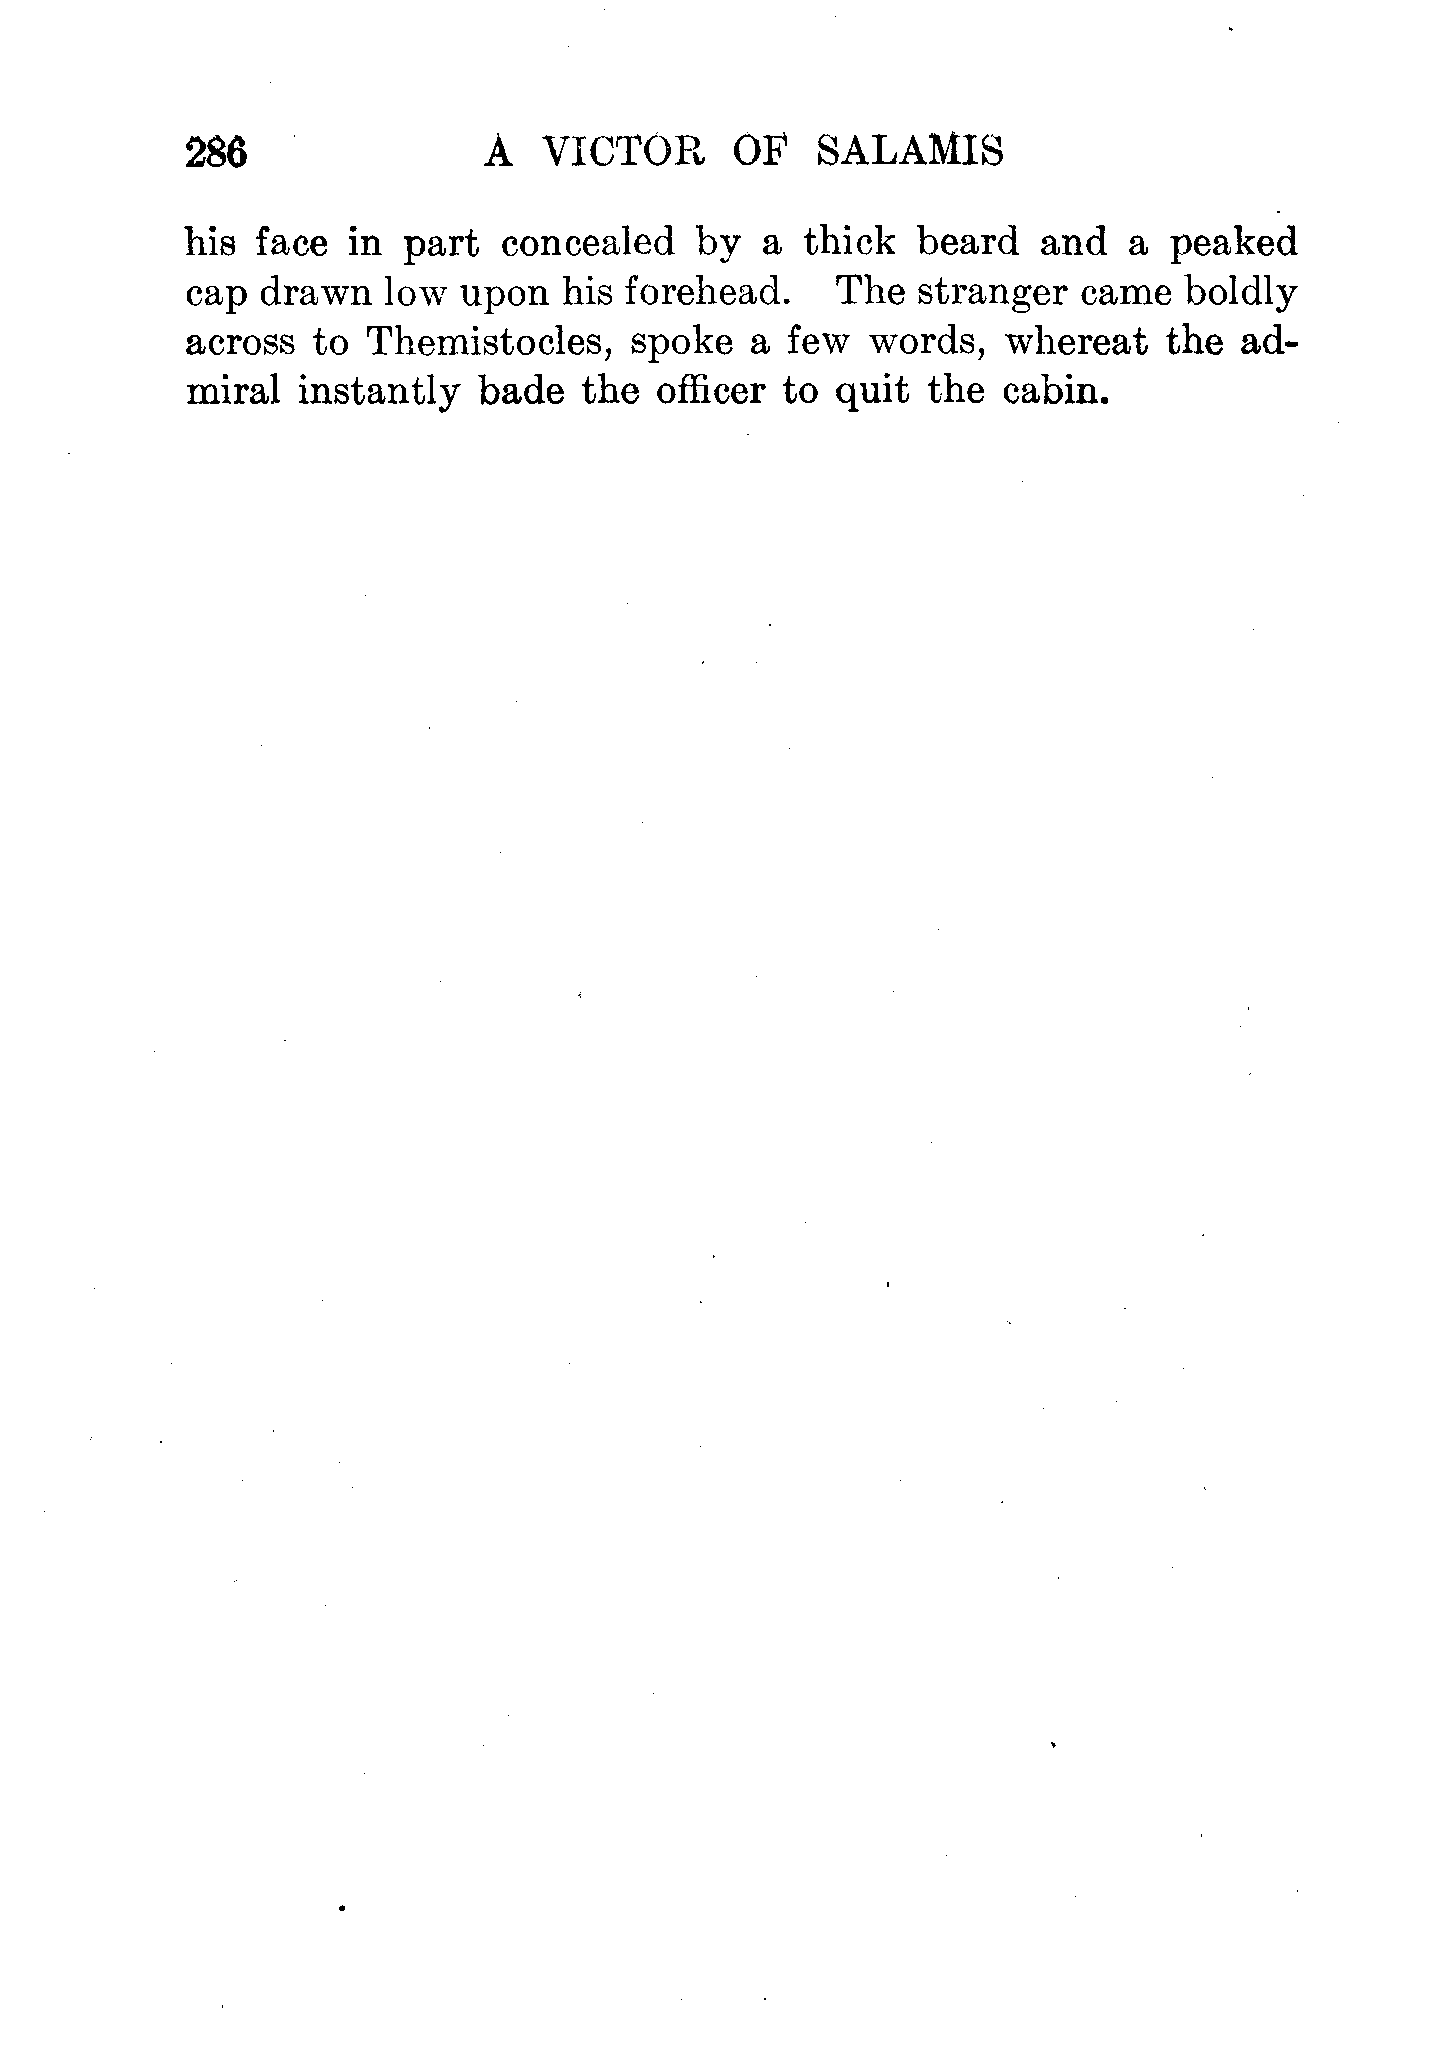 286 A VICTOR OF SALAMIS
his face in part concealed by a thick beard and a peaked
cap drawn low upon his forehead. The stranger came boldly
across to Themistocles, spoke a few words, whereat the ad-
miral instantly bade the officer to quit the cabin.